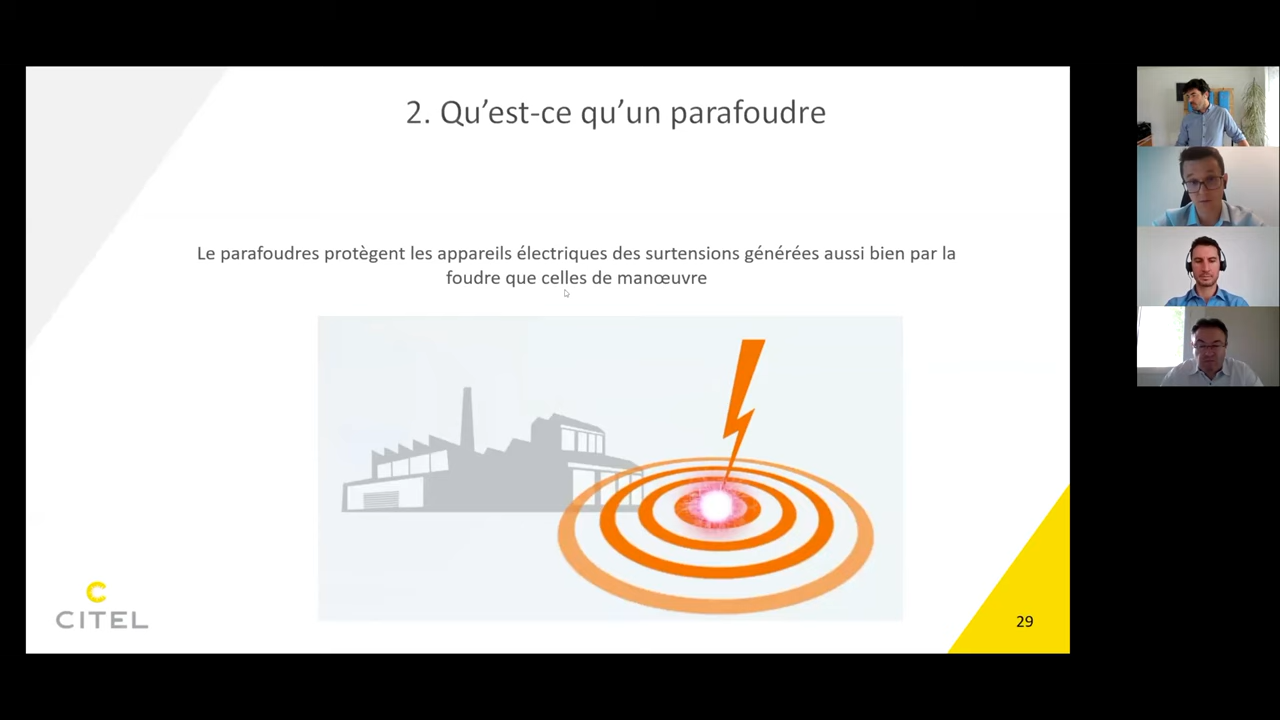 2. Qu’est-ce qu’un parafoudre
Le parafoudres protègent les appareils électriques des surtensions générées aussi bien par la
foudre que celles de manœuvre
C
CITEL
29